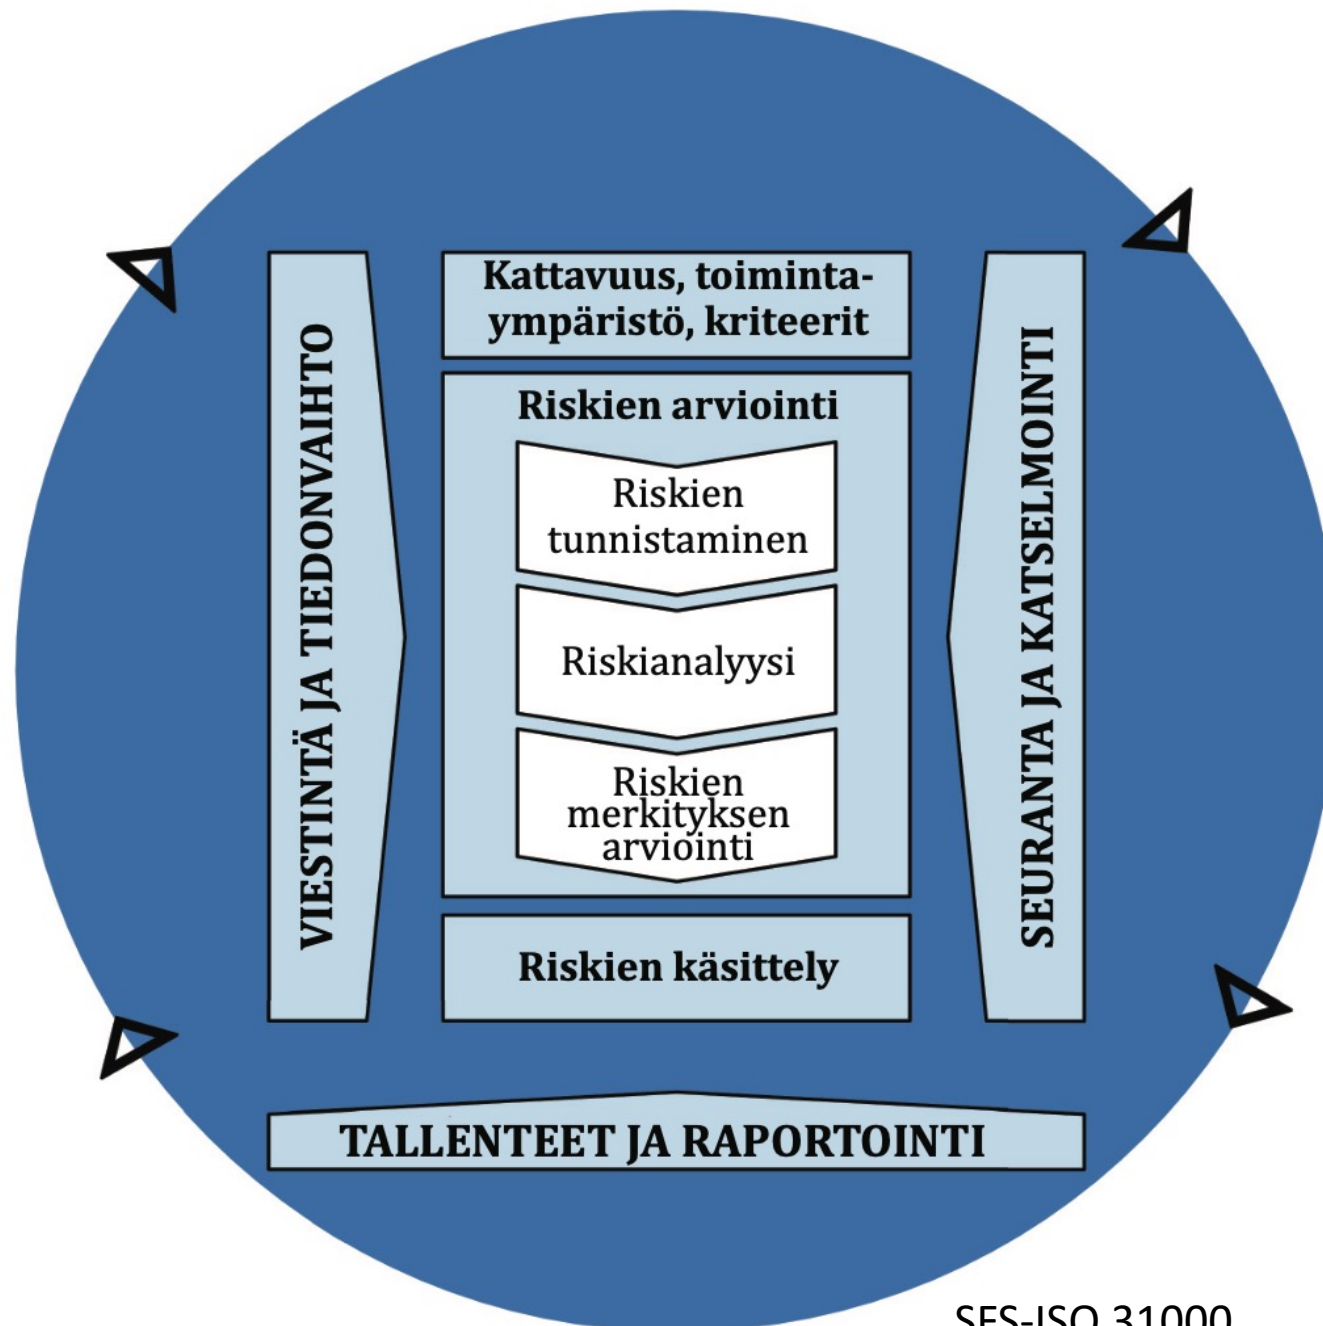 Kattavuus, toiminta-
ympäristö, kriteerit
VIESTINTÄ JA TIEDONVAIHTO
Riskien arviointi
Riskien
tunnistaminen
Riskianalyysi
Riskien
merkityksen
arviointi
SEURANTA JA KATSELMOINTI
Riskien käsittely
TALLENTEET JA RAPORTOINTI
SFS-ISO 31000